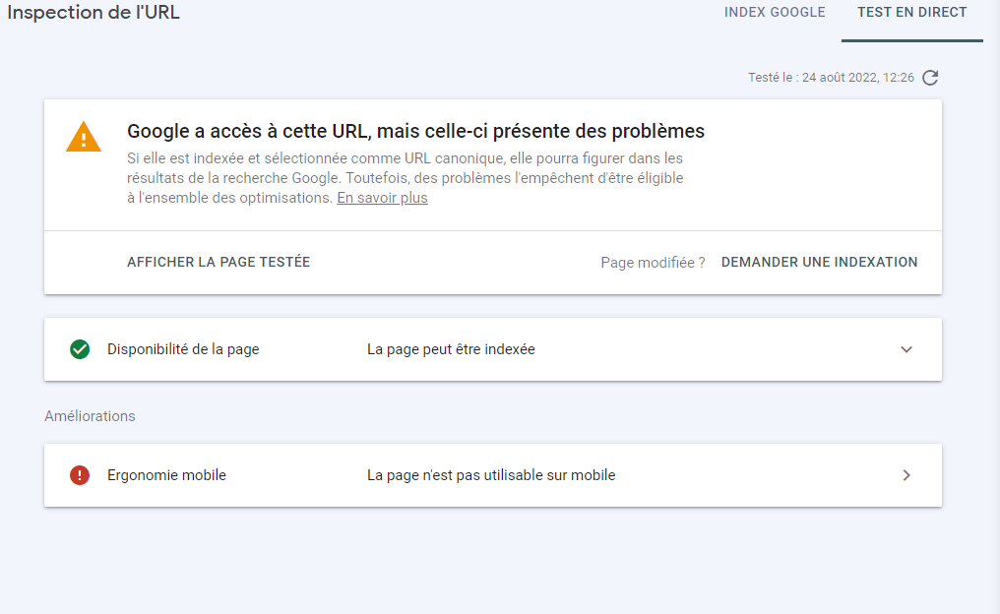 Inspection de l'URL
INDEX GOOGLE
TEST EN DIRECT
Testé le : 24 août 2022, 12:26
Google a accès à cette URL, mais celle-ci présente des problèmes
Si elle est indexée et sélectionnée comme URL canonique, elle pourra figurer dans les
résultats de la recherche Google. Toutefois, des problèmes l'empêchent d'être éligible
à l'ensemble des optimisations. En savoir plus
AFFICHER LA PAGE TESTÉE
Page modifiée ?
DEMANDER UNE INDEXATION
Disponibilité de la page
La page peut être indexée
Améliorations
Ergonomie mobile
La page n'est pas utilisable sur mobile